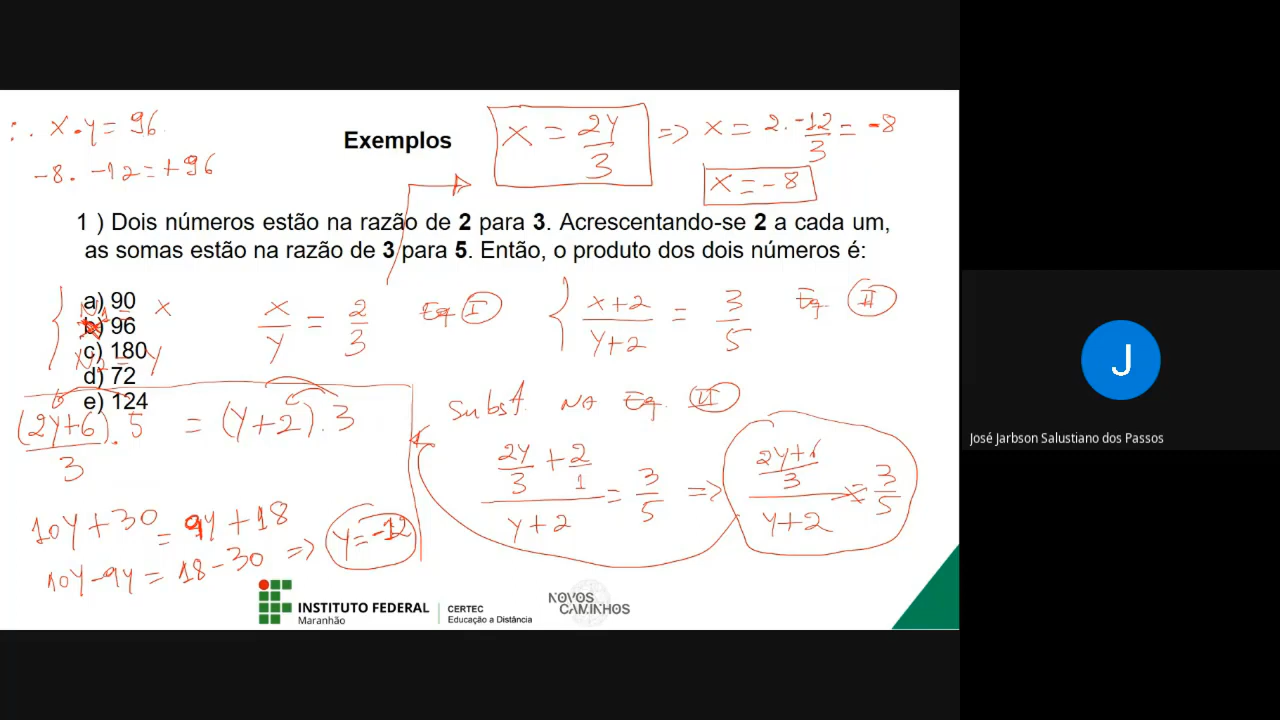 ∴ x·y = 96
-8. -12 = +96
Exemplos
x = 2y/3 => x = 2. -12/3 = -8
x = -8
1 ) Dois números estão na razão de 2 para 3. Acrescentando-se 2 a cada um,
as somas estão na razão de 3 para 5. Então, o produto dos dois números é:
a) 90
b) 96
c) 180
d) 72
e) 124
N1 = x
N2 = y
x/y = 2/3 Eq I
x+2/y+2 = 3/5 Eq II
Subst. NA Eq. II
(2y/3 + 2/1)/(y+2) = 3/5 => ((2y+6)/3)/(y+2) = 3/5
(2y+6)/3 . 5 = (y+2).3
10y + 30 = 9y + 18
10y - 9y = 18 - 30 => y = -12
INSTITUTO FEDERAL
Maranhão
CERTEC
Educação a Distância
NOVOS
CAMINHOS
J
José Jarbson Salustiano dos Passos